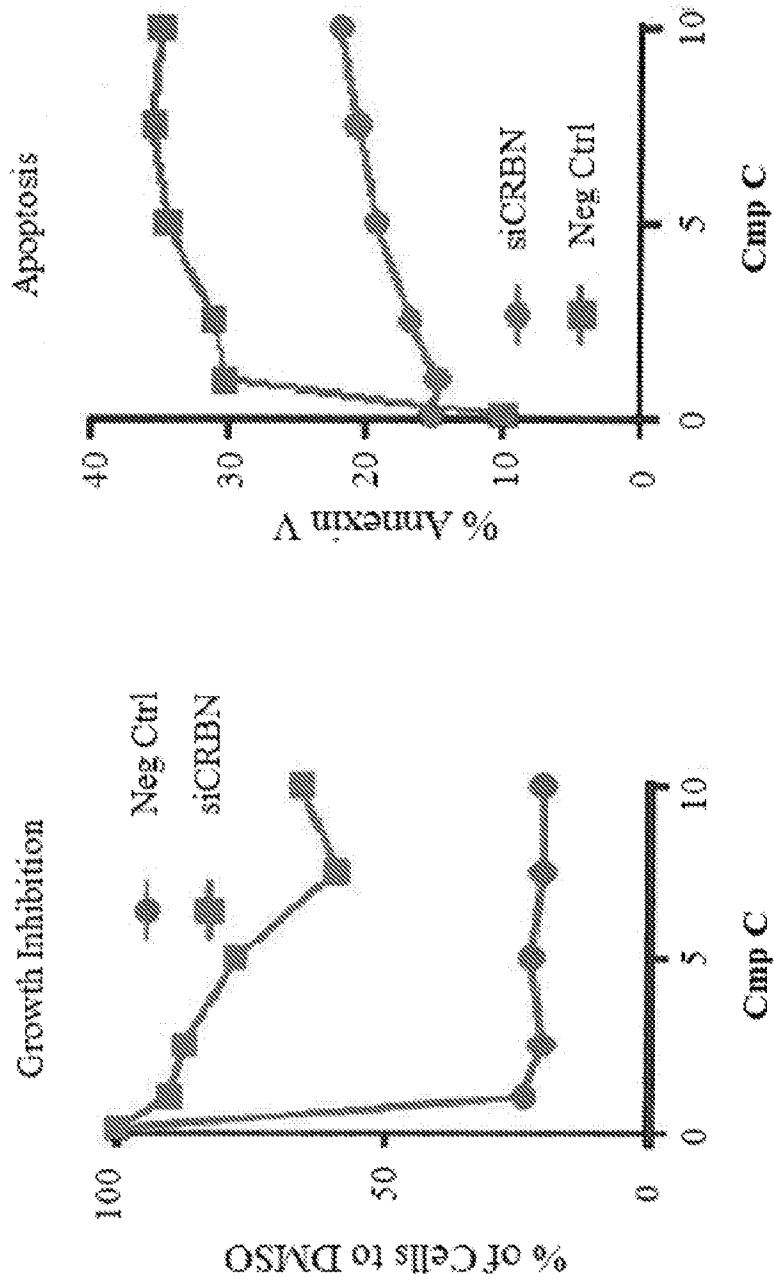 Growth Inhibition
% of Cells to DMSO
100
50
0
Neg Ctrl
siCRBN
0
5
10
Cmp C
Apoptosis
% Annexin V
40
30
20
10
0
siCRBN
Neg Ctrl
0
5
10
Cmp C